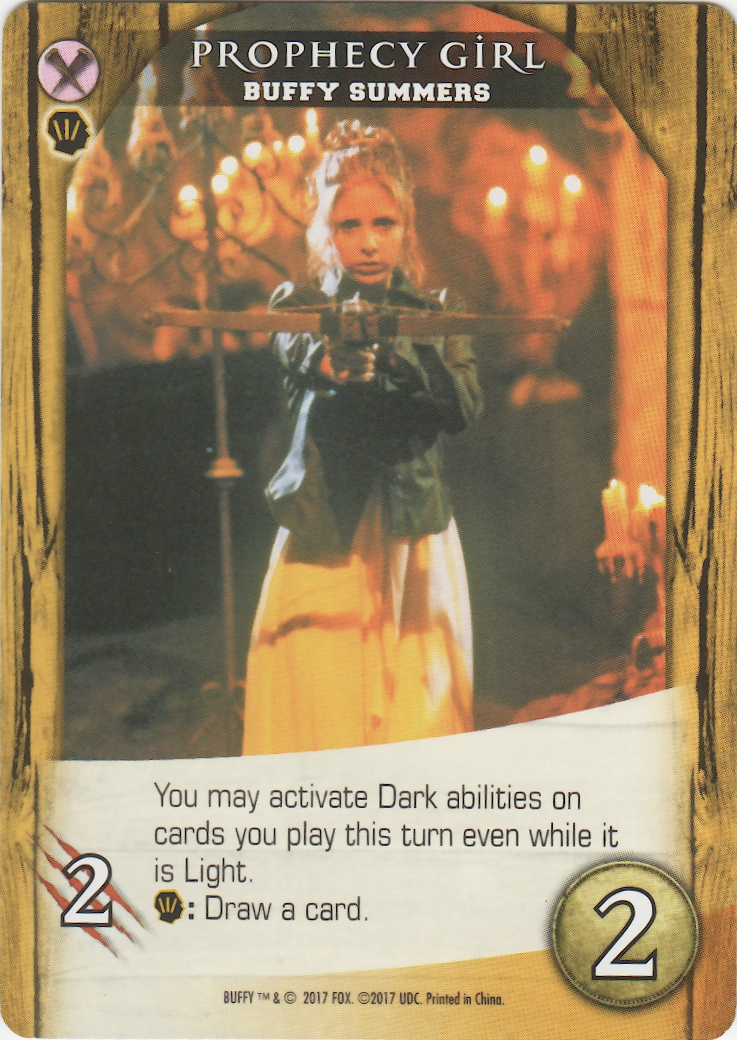 PROPHECY GIRL
BUFFY SUMMERS
You may activate Dark abilities on
cards you play this turn even while it
is Light.
: Draw a card.
2
2
BUFFY ™ & © 2017 FOX. ©2017 UDC. Printed in China.